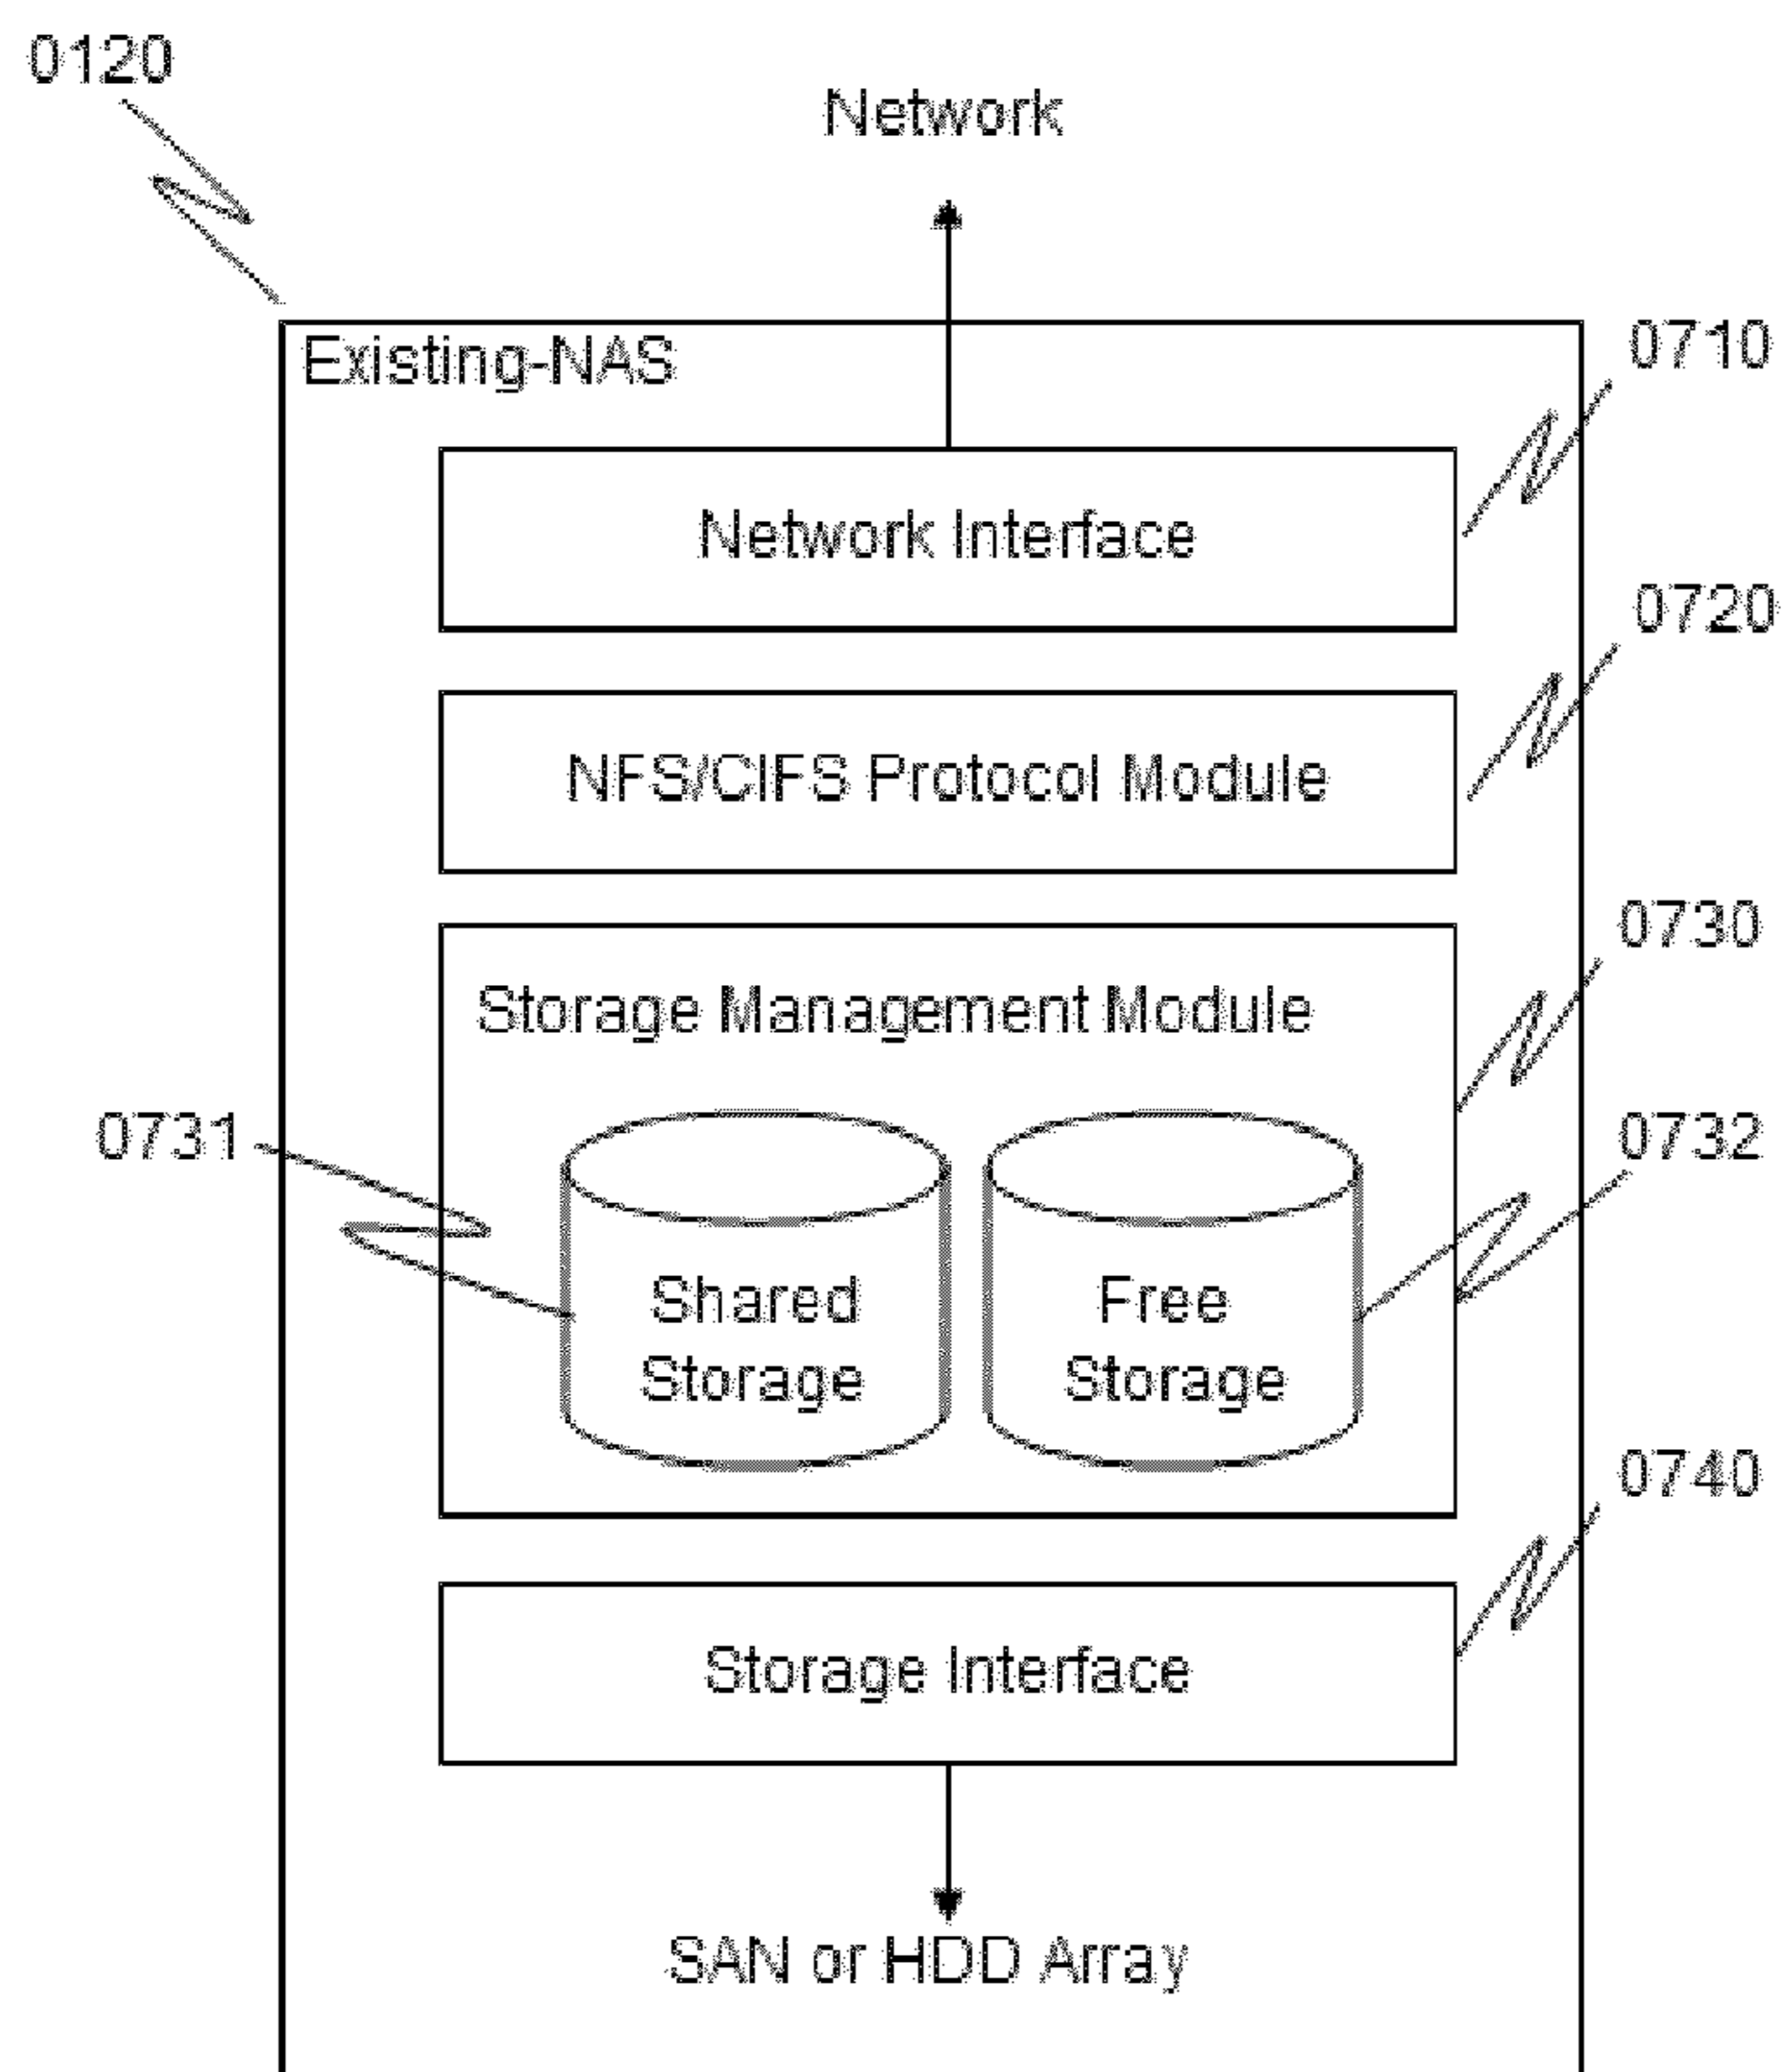 0120
Network
Existing-NAS
0710
Network Interface
0720
NFS/CIFS Protocol Module
0730
Storage Management Module
0731
0732
Shared
Storage
Free
Storage
0740
Storage Interface
SAN or HDD Array